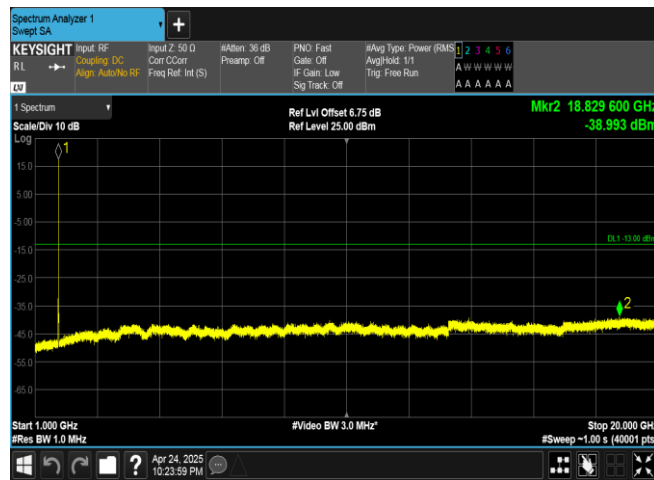 Spectrum Analyzer 1
Swept SA
+
KEYSIGHT Input: RF Input Z: 50 Ω #Atten: 36 dB PNO: Fast #Avg Type: Power (RMS 1 2 3 4 5 6
RL Coupling: DC Corr CCorr Preamp: Off Gate: Off Avg|Hold: 1/1 A W W W W W
Align: Auto/No RF Freq Ref: Int (S) IF Gain: Low Trig: Free Run
Sig Track: Off A A A A A A
LXI
1 Spectrum Ref Lvl Offset 6.75 dB Mkr2 18.829 600 GHz
Scale/Div 10 dB Ref Level 25.00 dBm -38.993 dBm
Log
1
15.0
5.00
-5.00
DL1 -13.00 dBm
-15.0
-25.0
2
-35.0
-45.0
-55.0
-65.0
Start 1.000 GHz #Video BW 3.0 MHz* Stop 20.000 GHz
#Res BW 1.0 MHz #Sweep ~1.00 s (40001 pts
? Apr 24, 2025
10:23:59 PM